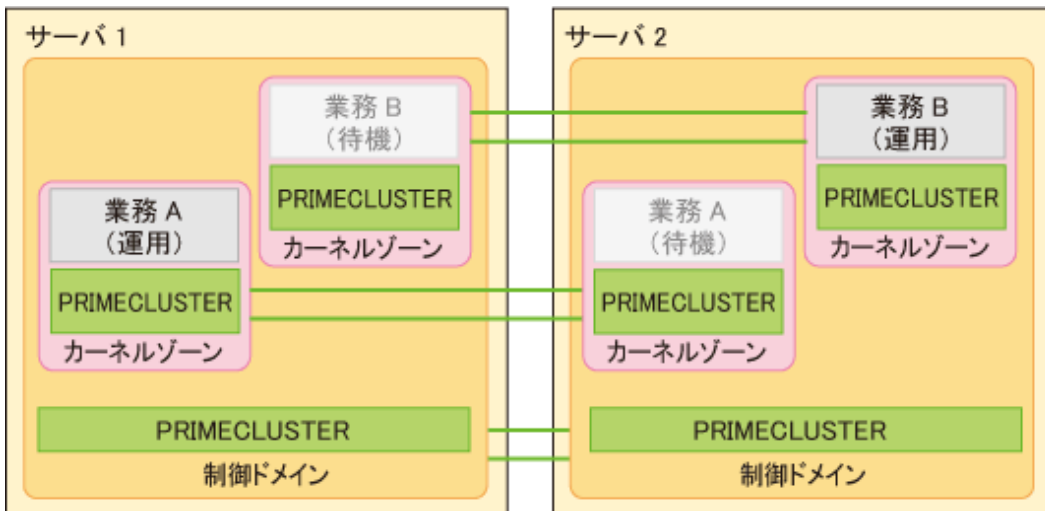 サーバ 1
業務 B
（待機）
PRIMECLUSTER
カーネルゾーン
業務 A
（運用）
PRIMECLUSTER
カーネルゾーン
PRIMECLUSTER
制御ドメイン
サーバ 2
業務 B
（運用）
PRIMECLUSTER
カーネルゾーン
業務 A
（待機）
PRIMECLUSTER
カーネルゾーン
PRIMECLUSTER
制御ドメイン